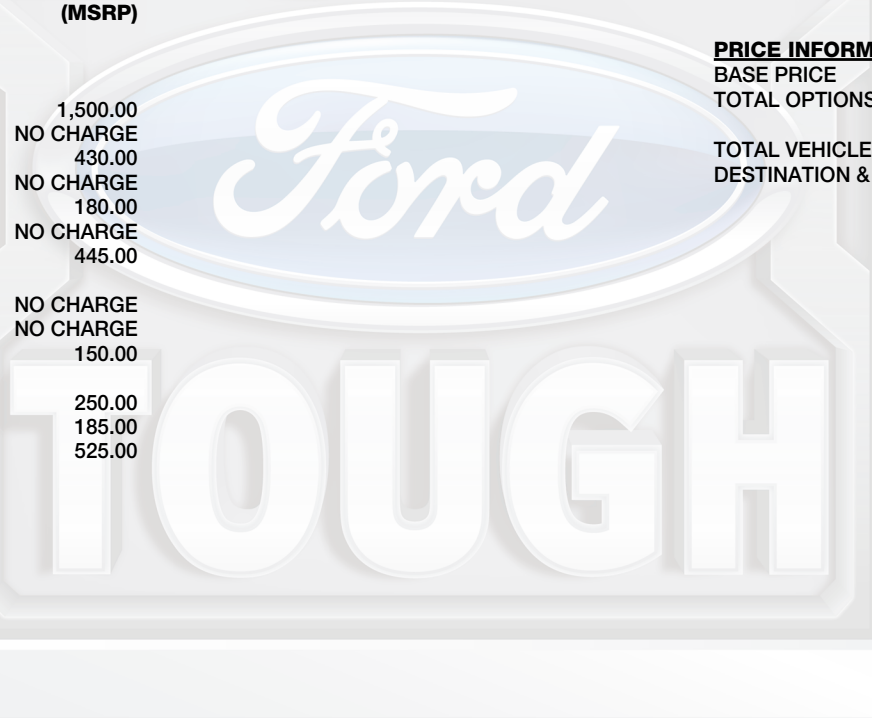 (MSRP)
1,500.00
NO CHARGE
430.00
NO CHARGE
180.00
NO CHARGE
445.00
NO CHARGE
NO CHARGE
150.00
250.00
185.00
525.00
PRICE INFORM
BASE PRICE
TOTAL OPTIONS
TOTAL VEHICLE
DESTINATION &
Ford
TOUGH